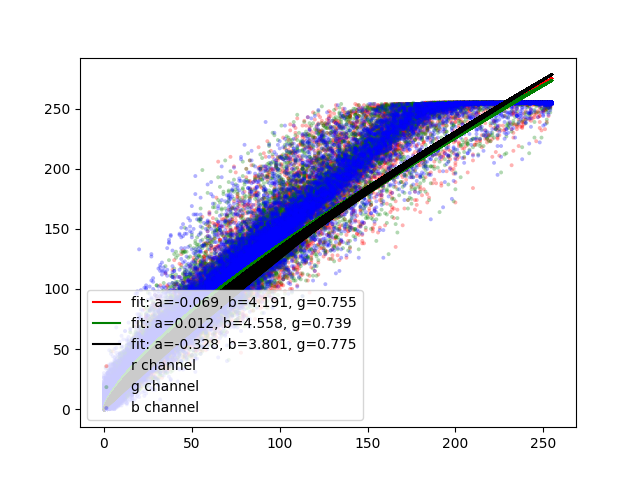 250
200
150
100
50
0
fit: a=-0.069, b=4.191, g=0.755
fit: a=0.012, b=4.558, g=0.739
fit: a=-0.328, b=3.801, g=0.775
r channel
g channel
b channel
0 50 100 150 200 250